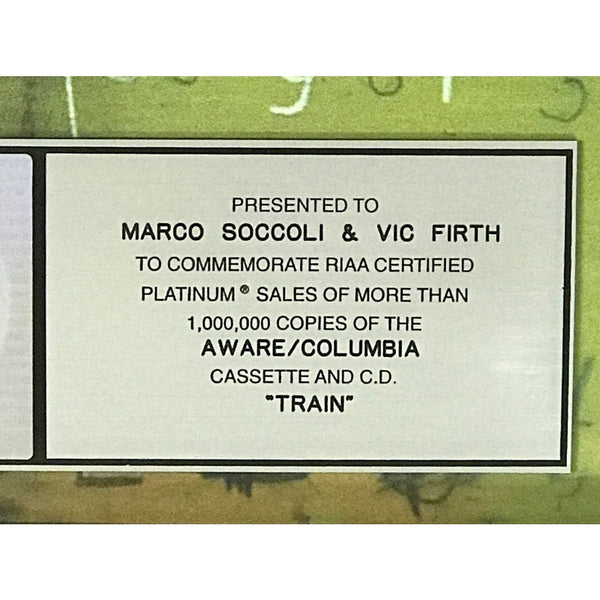 PRESENTED TO
MARCO SOCCOLI & VIC FIRTH
TO COMMEMORATE RIAA CERTIFIED
PLATINUM® SALES OF MORE THAN
1,000,000 COPIES OF THE
AWARE/COLUMBIA
CASSETTE AND C.D.
"TRAIN"